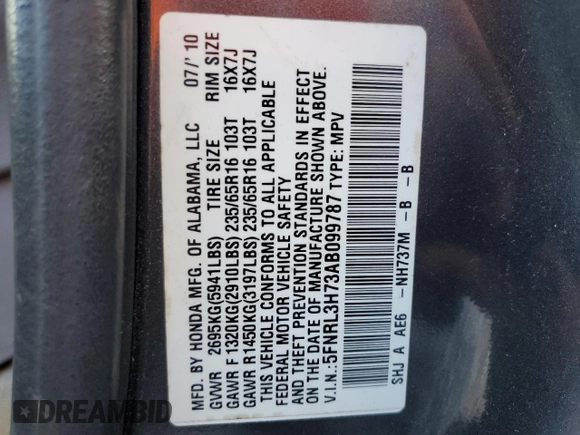 MFD. BY HONDA MFG. OF ALABAMA, LLC 07/' 10
GVWR 2695KG(5941LBS) TIRE SIZE RIM SIZE
GAWR F1320KG(2910LBS) 235/65R16 103T 16X7J
GAWR R1450KG(3197LBS) 235/65R16 103T 16X7J
THIS VEHICLE CONFORMS TO ALL APPLICABLE
FEDERAL MOTOR VEHICLE SAFETY
AND THEFT PREVENTION STANDARDS IN EFFECT
ON THE DATE OF MANUFACTURE SHOWN ABOVE.
V.I.N.:5FNRL3H73AB099787 TYPE: MPV
SHJ A AE6 -NH737M -B -B
DREAMBID